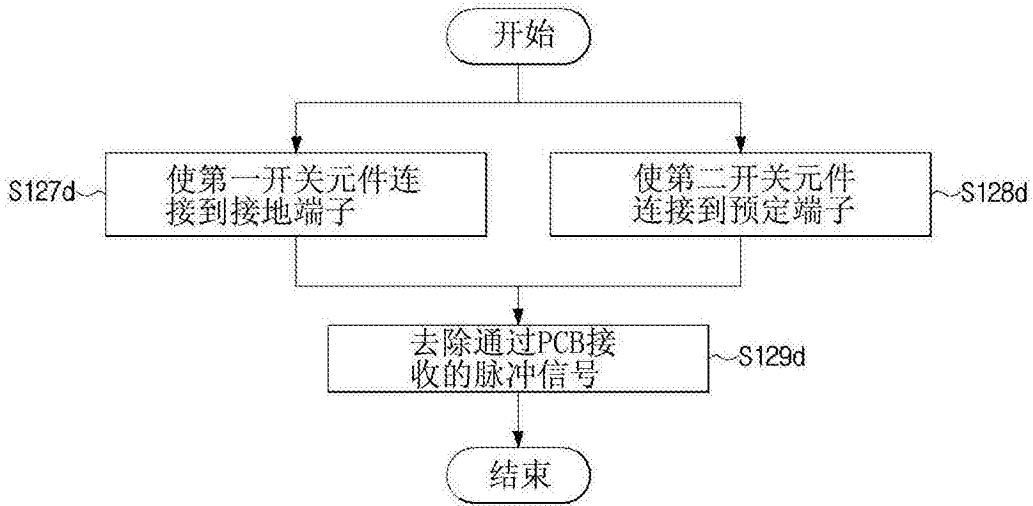 开始
S127d
使第一开关元件连
接到接地端子
使第二开关元件
连接到预定端子
S128d
去除通过PCB接
收的脉冲信号
S129d
结束